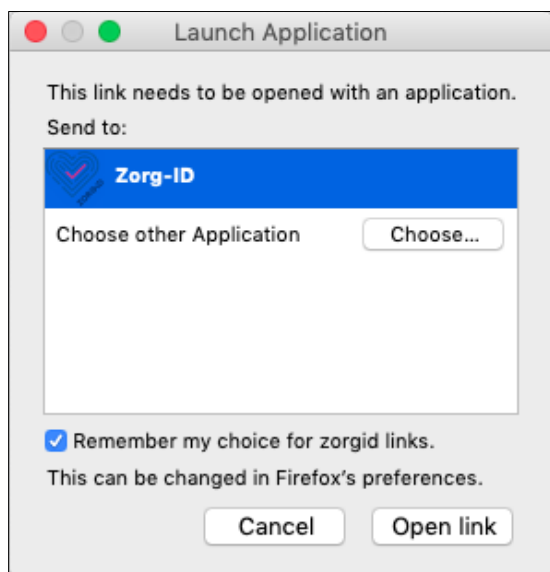 Launch Application
This link needs to be opened with an application.
Send to:
Zorg-ID
Choose other Application Choose...
Remember my choice for zorgid links.
This can be changed in Firefox's preferences.
Cancel Open link